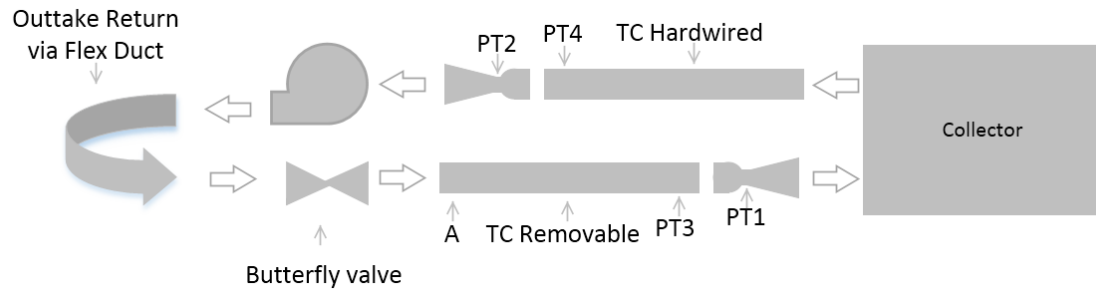 Outtake Return
via Flex Duct
PT2
PT4
TC Hardwired
Collector
A
TC Removable
PT3
PT1
Butterfly valve